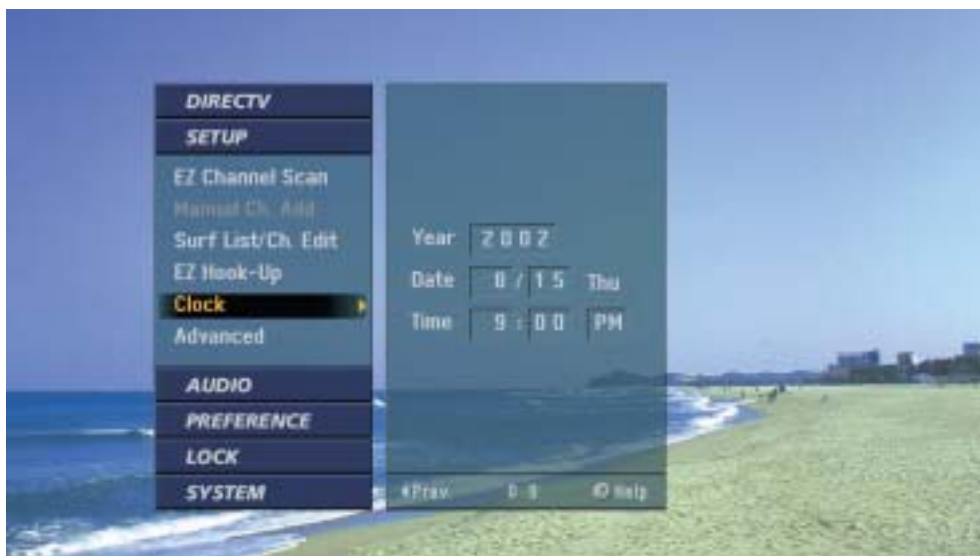 DIRECTV
SETUP
EZ Channel Scan
Manual Ch. Add
Surf List/Ch. Edit
EZ Hook-Up
Clock
Advanced
AUDIO
PREFERENCE
LOCK
SYSTEM
Year 2002
Date 8/15 Thu
Time 9:00 PM
Prev. Help